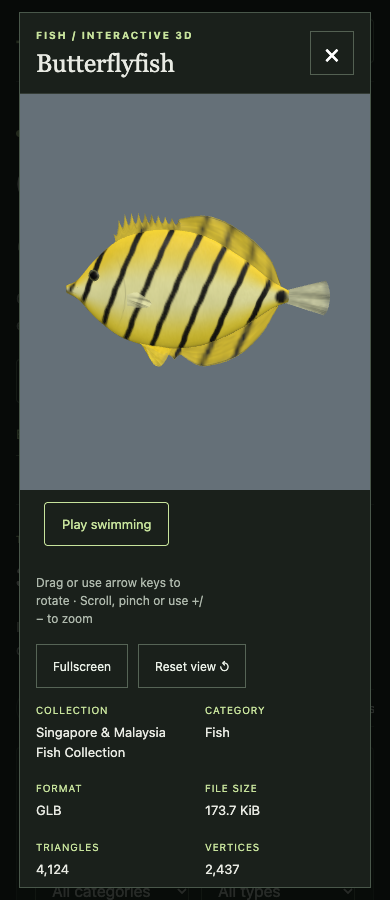 FISH / INTERACTIVE 3D
Butterflyfish
×
Play swimming
Drag or use arrow keys to
rotate · Scroll, pinch or use +/
− to zoom
Fullscreen
Reset view ↺
COLLECTION
CATEGORY
Singapore & Malaysia
Fish Collection
Fish
FORMAT
FILE SIZE
GLB
173.7 KiB
TRIANGLES
VERTICES
4,124
2,437
All categories
All types